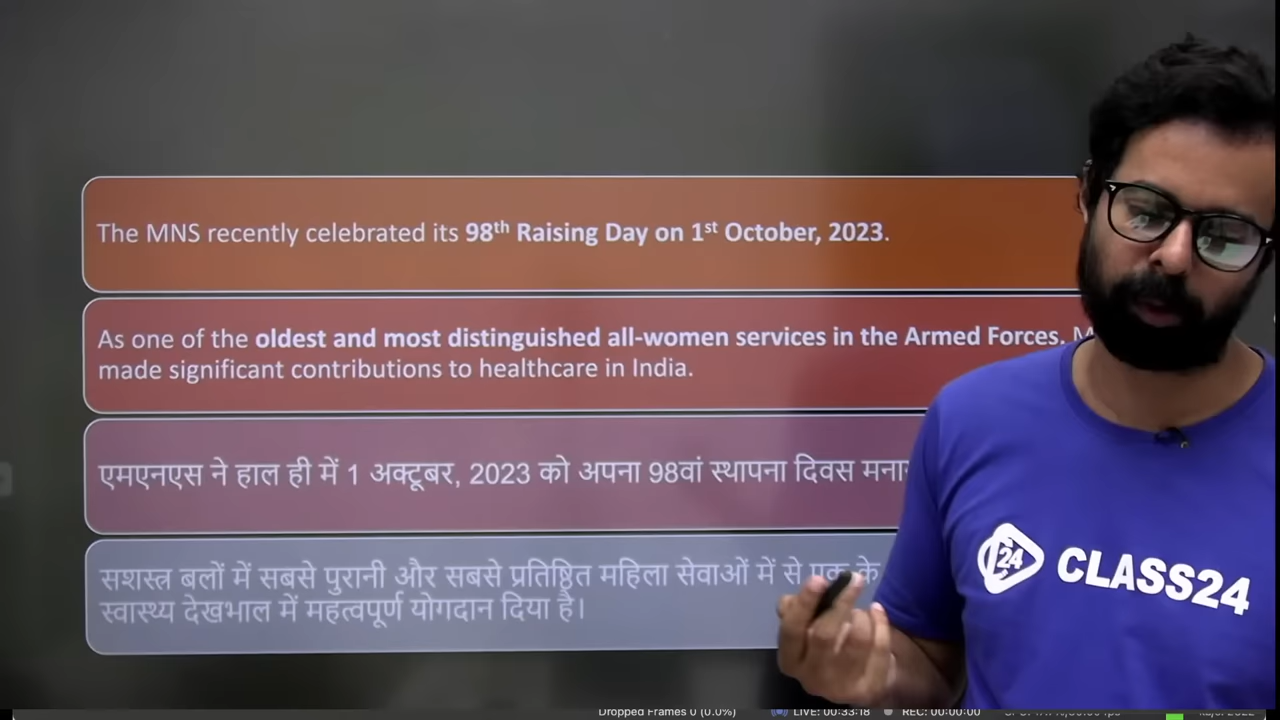 The MNS recently celebrated its 98th Raising Day on 1st October, 2023.
As one of the oldest and most distinguished all-women services in the Armed Forces,
made significant contributions to healthcare in India.
एमएनएस ने हाल ही में 1 अक्टूबर, 2023 को अपना 98वां स्थापना दिवस
सशस्त्र बलों में सबसे पुरानी और सबसे प्रतिष्ठित महिला सेवाओं में से एक के
स्वास्थ्य देखभाल में महत्वपूर्ण योगदान दिया है।
24 CLASS24
Dropped Frames 0 (0.0%) LIVE: 00:33:18 REC: 00:00:00